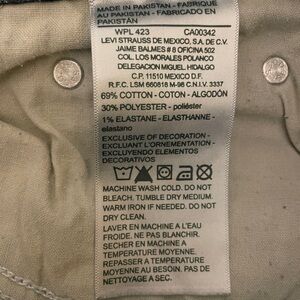 MADE IN PAKISTAN - FABRIQUÉ
AU PAKISTAN - FABRICADO EN
PAKISTAN
WPL 423 CA00342
LEVI STRAUSS DE MEXICO, S.A. DE C.V.
JAIME BALMES # 8 OFICINA 502
COL. LOS MORALES POLANCO
DELEGACION MIGUEL HIDALGO
C.P. 11510 MEXICO D.F.
R.F.C. LSM 660818 M-98 C.N.I. 3337
69% COTTON - COTON - ALGODÓN
30% POLYESTER - poliéster
1% ELASTANE - ELASTHANNE -
elastano
EXCLUSIVE OF DECORATION -
EXCLUANT L'ORNEMENTATION -
EXCLUYENDO ELEMENTOS
DECORATIVOS
MACHINE WASH COLD. DO NOT
BLEACH. TUMBLE DRY MEDIUM.
WARM IRON IF NEEDED. DO NOT
DRY CLEAN.
LAVER EN MACHINE À L'EAU
FROIDE. NE PAS BLANCHIR.
SECHER EN MACHINE A
TEMPERATURE MOYENNE.
REPASSER A TEMPERATURE
MOYENNE AU BESOIN. PAS DE
NETTOYAGE A SEC.